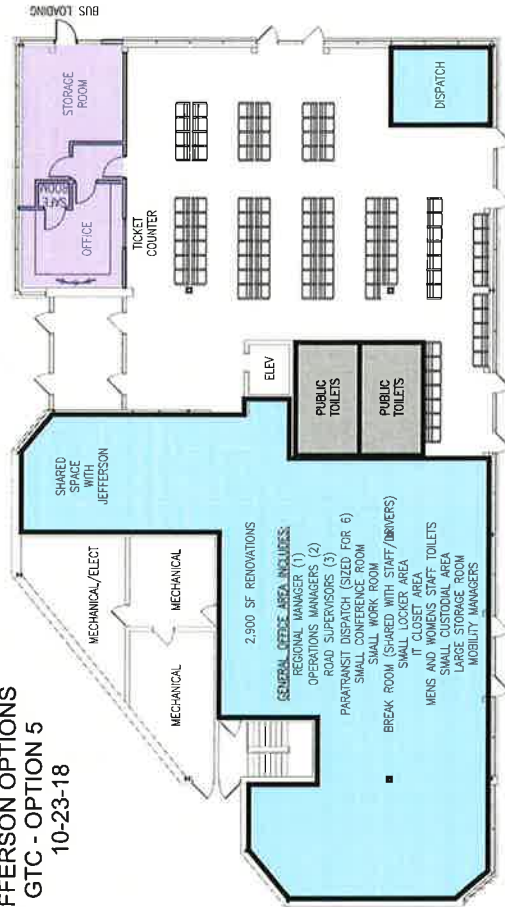 FFERSON OPTIONS
GTC - OPTION 5
10-23-18
BUS LOADING
STORAGE
ROOM
SAFE
ROOM
OFFICE
TICKET
COUNTER
DISPATCH
ELEV
PUBLIC
TOILETS
PUBLIC
TOILETS
SHARED
SPACE
WITH
JEFFERSON
MECHANICAL/ELECT
MECHANICAL
MECHANICAL
2,900 SF RENOVATIONS
GENERAL OFFICE AREA INCLUDES:
REGIONAL MANAGER (1)
OPERATIONS MANAGERS (2)
ROAD SUPERVISORS (3)
PARATRANSIT DISPATCH (SIZED FOR 6)
SMALL CONFERENCE ROOM
SMALL WORK ROOM
BREAK ROOM (SHARED WITH STAFF/DRIVERS)
SMALL LOCKER AREA
IT CLOSET AREA
MENS AND WOMENS STAFF TOILETS
SMALL CUSTODIAL AREA
LARGE STORAGE ROOM
MOBILITY MANAGERS